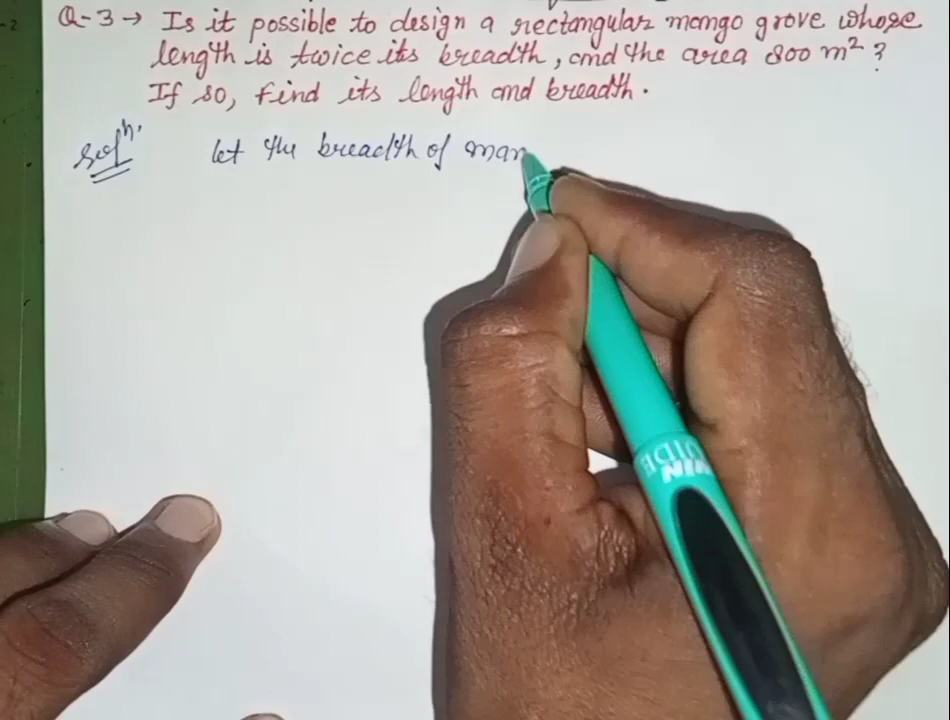 -2
Q-3 → Is it possible to design a rectangular mango grove whose
length is twice its breadth, and the area 800 m² ?
If so, find its length and breadth.
Solⁿ. let the breadth of man